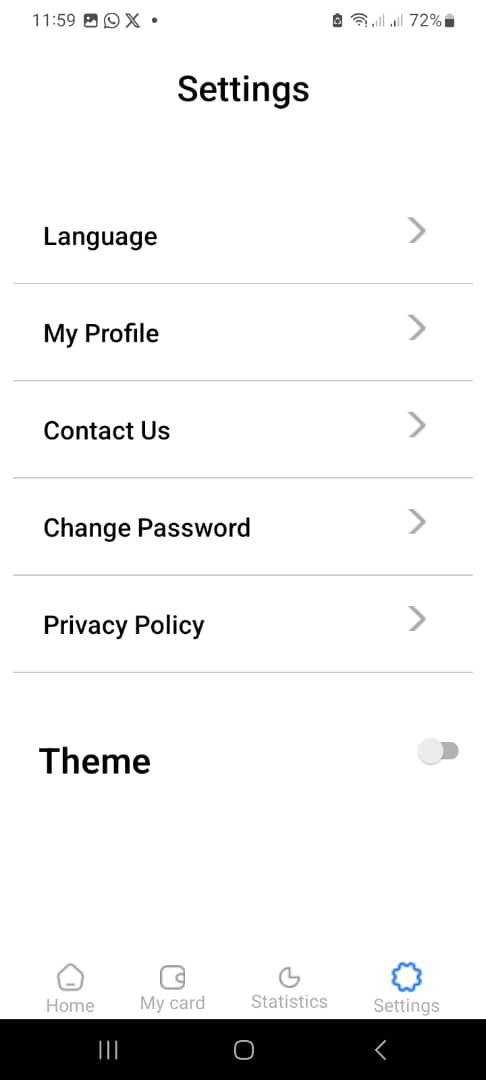 11:59 72%
Settings
Language
My Profile
Contact Us
Change Password
Privacy Policy
Theme
Home My card Statistics Settings